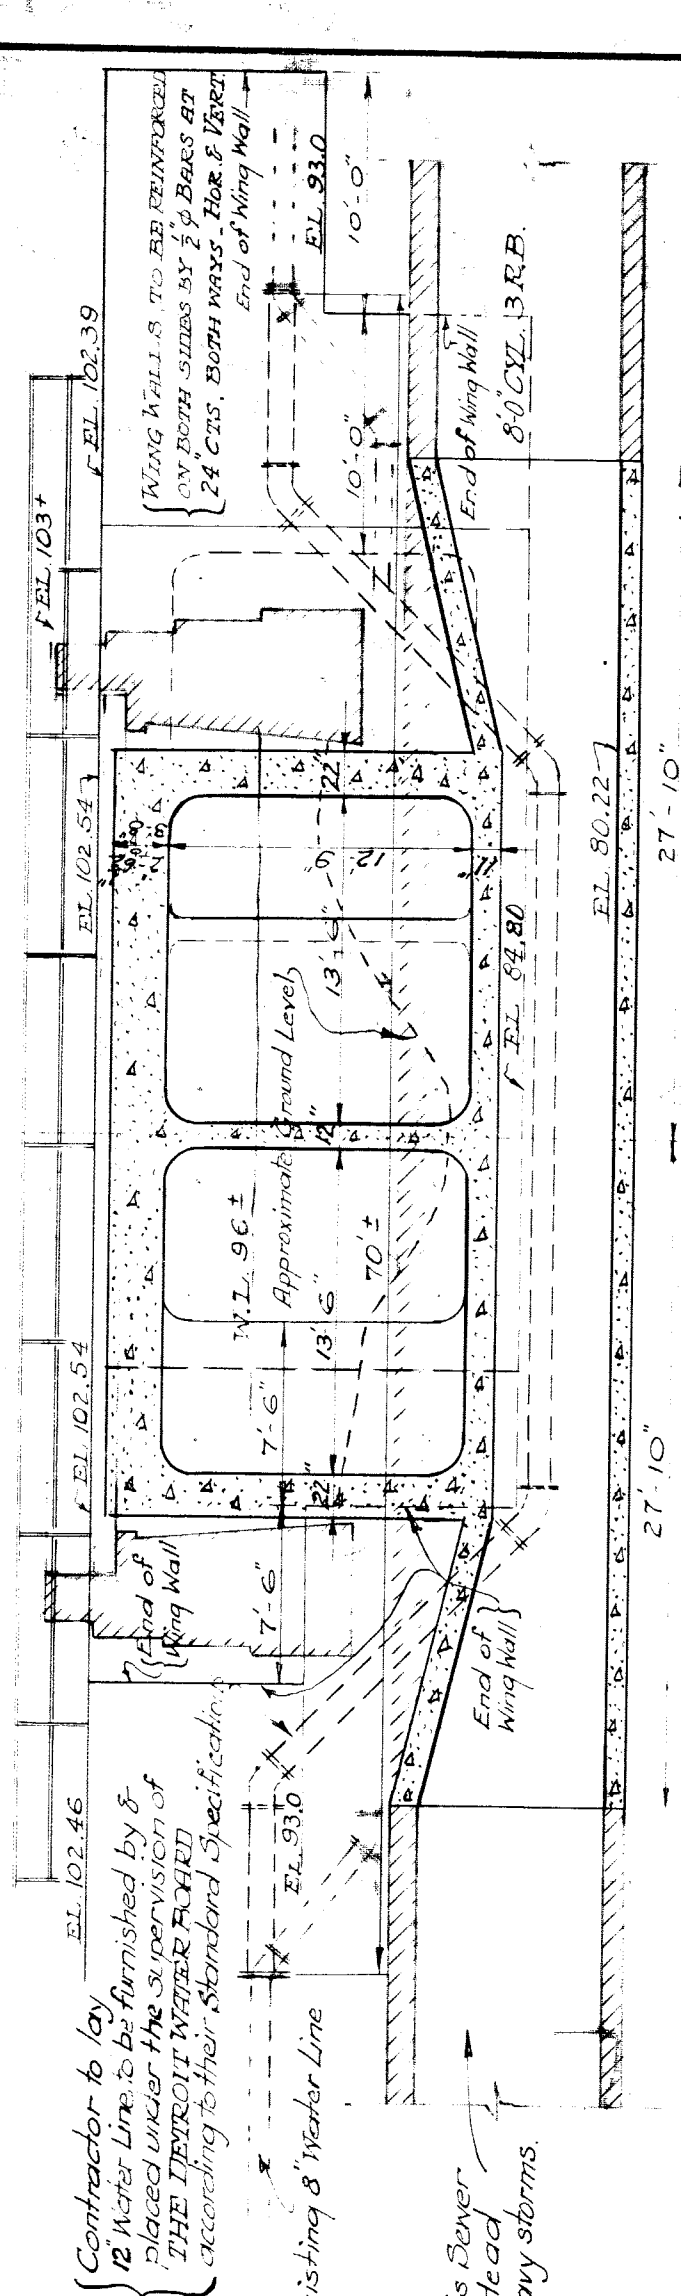 WING WALLS TO BE REINFORCED
ON BOTH SIDES BY 1/2" φ BARS AT
24" CTS. BOTH WAYS - HOR. & VERT.
End of Wing Wall
EL. 93.0
10'-0"
10'-0"
EL. 102.39
EL. 103+
End of Wing Wall
8'-0" CYL. 3 R.B.
EL. 102.54
22"
12' 9"
11"
13' 6"
EL. 80.22
27'-10"
EL. 84.80
Approximate Ground Level
12"
W.L. 96±
70'±
13' 6"
7'-6"
EL. 102.54
22"
7'-6"
End of
Wing Wall
End of
Wing Wall
27'-10"
EL. 102.46
EL. 93.0
Contractor to lay
12" Water Line, to be furnished by &
placed under the supervision of
THE DETROIT WATER BOARD
according to their Standard Specifications
isting 8" Water Line
s Sewer
Head
avy storms.